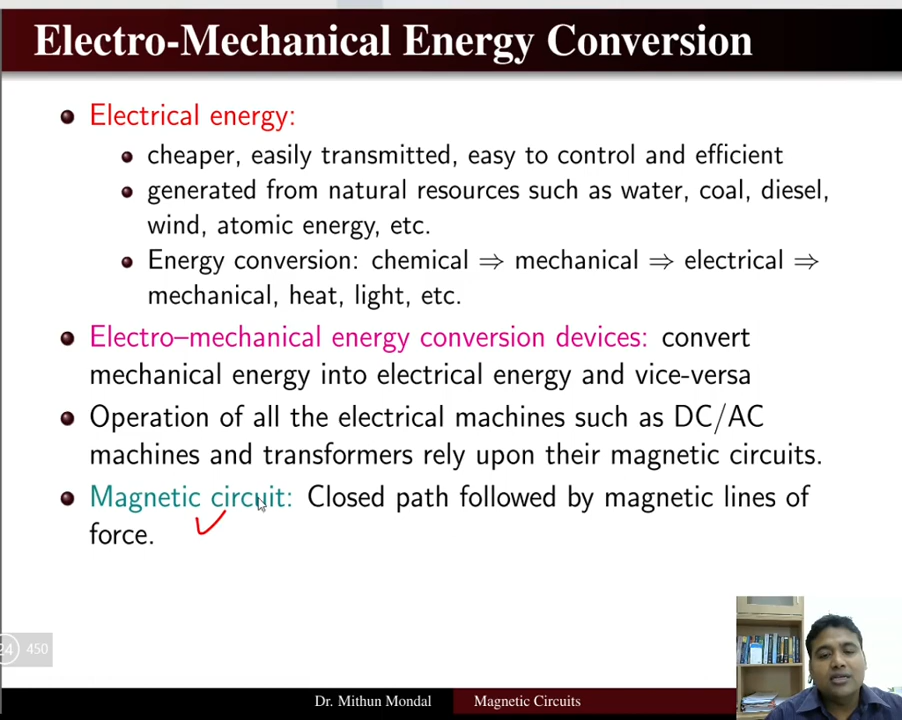 Electro-Mechanical Energy Conversion
Electrical energy:
cheaper, easily transmitted, easy to control and efficient
generated from natural resources such as water, coal, diesel,
wind, atomic energy, etc.
Energy conversion: chemical ⇒ mechanical ⇒ electrical ⇒
mechanical, heat, light, etc.
Electro–mechanical energy conversion devices: convert
mechanical energy into electrical energy and vice-versa
Operation of all the electrical machines such as DC/AC
machines and transformers rely upon their magnetic circuits.
Magnetic circuit: Closed path followed by magnetic lines of
force.
24 450
Dr. Mithun Mondal Magnetic Circuits